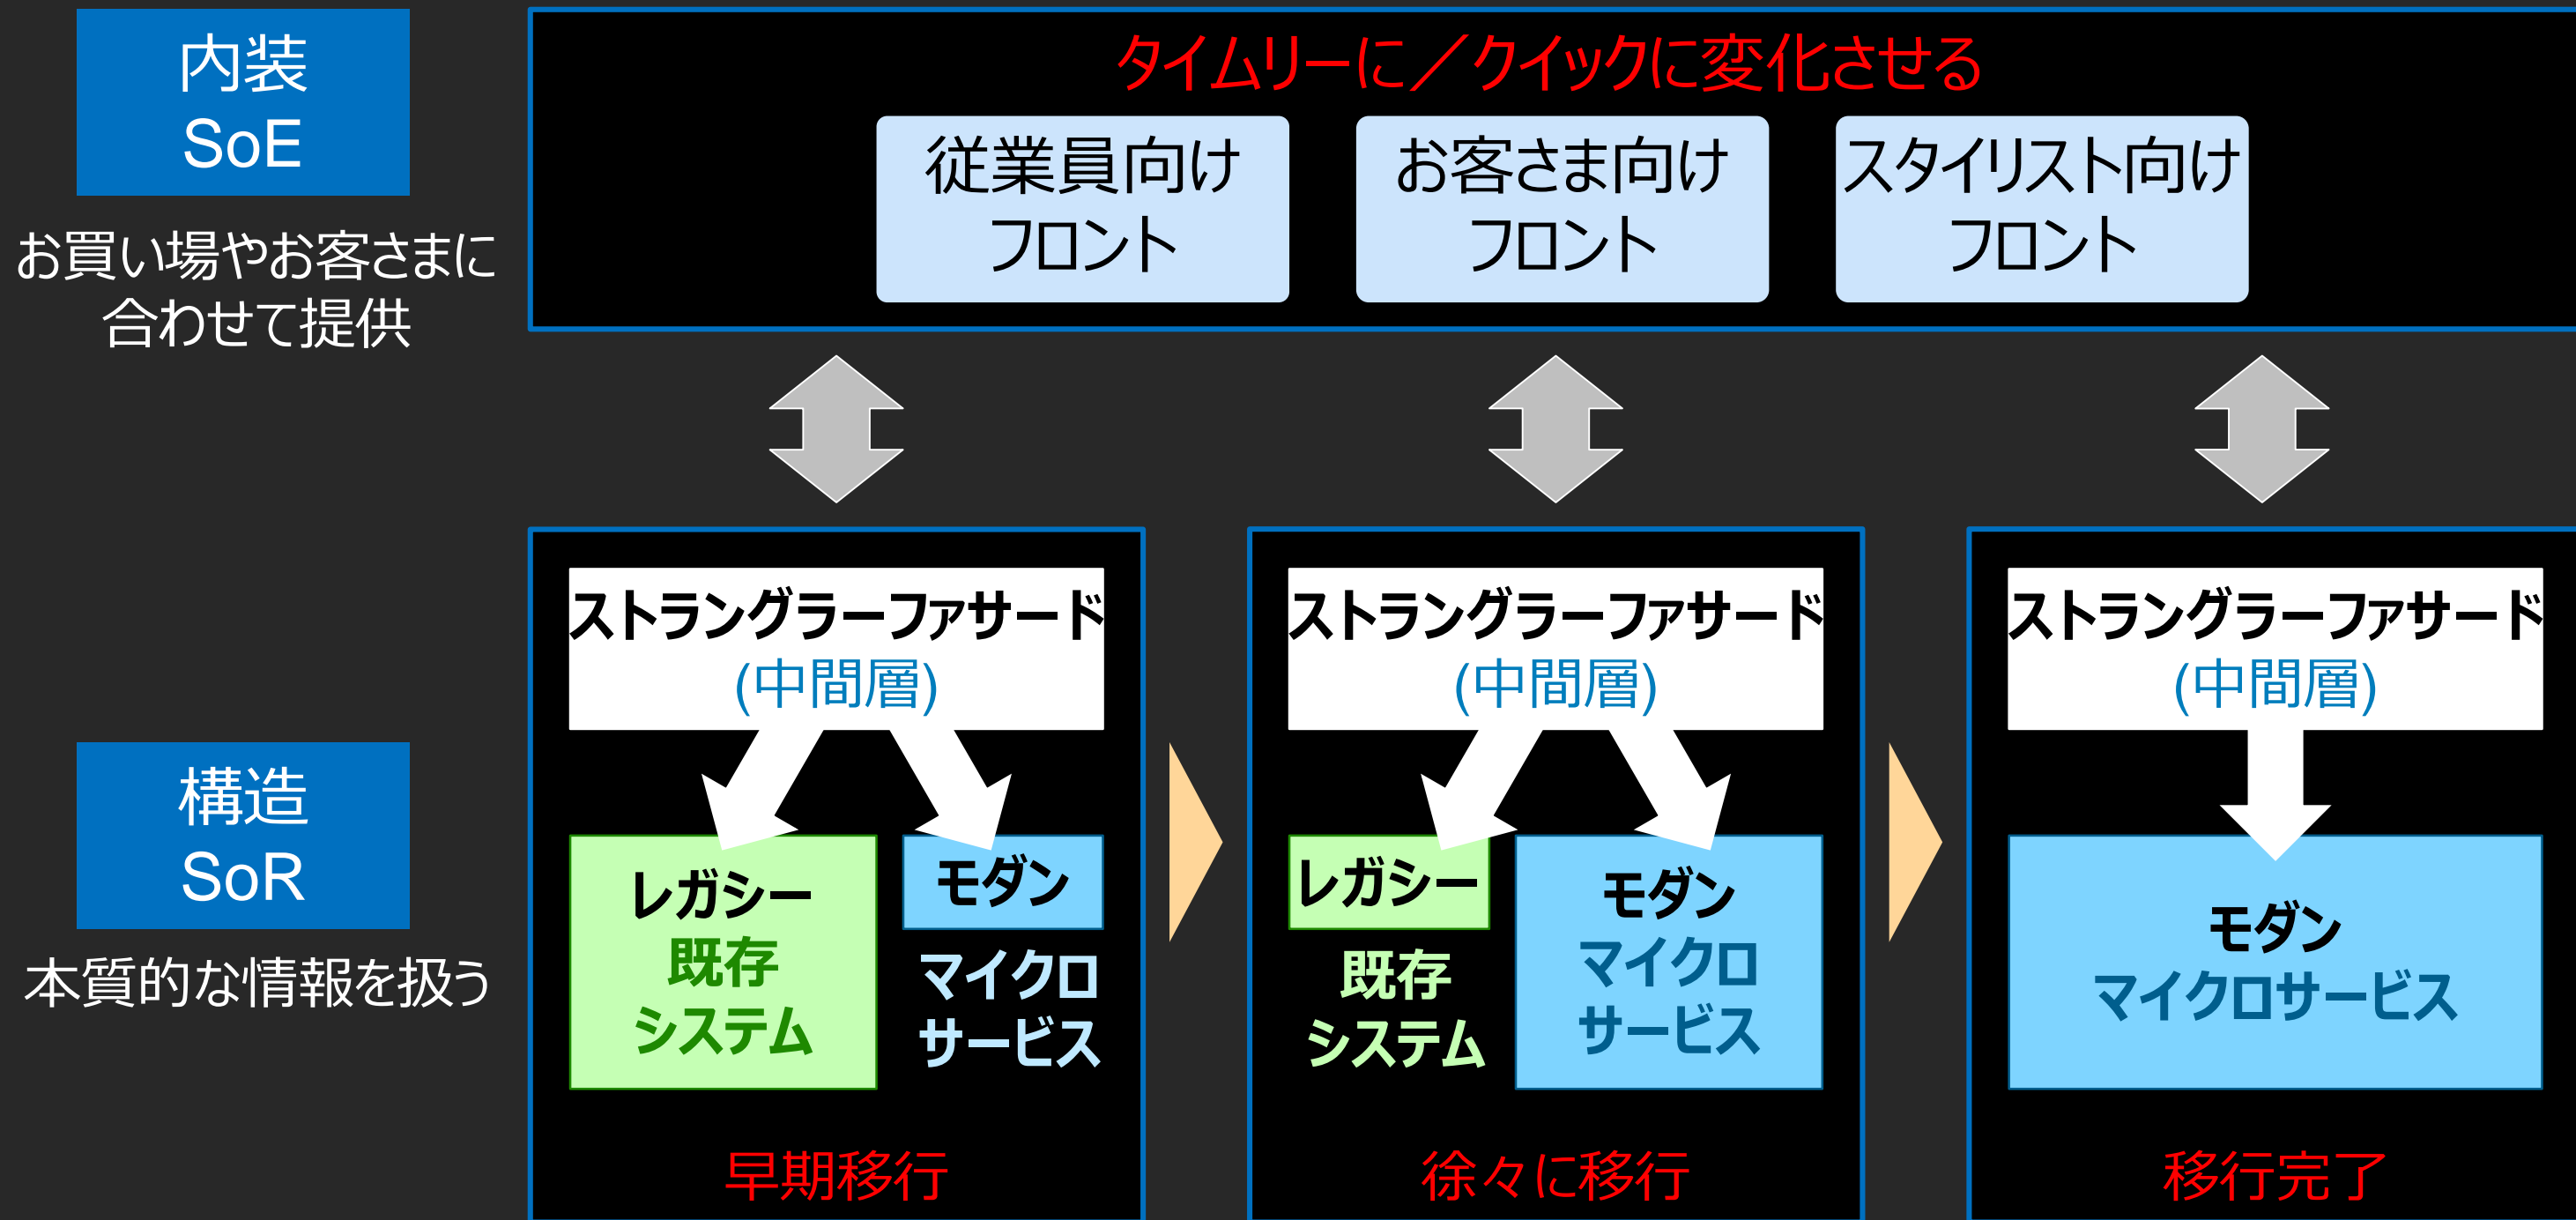 内装
SoE
お買い場やお客さまに
合わせて提供
タイムリーに／クイックに変化させる
従業員向け
フロント
お客さま向け
フロント
スタイリスト向け
フロント
構造
SoR
本質的な情報を扱う
ストラングラーファサード
(中間層)
レガシー
既存
システム
モダン
マイクロ
サービス
早期移行
ストラングラーファサード
(中間層)
レガシー
既存
システム
モダン
マイクロ
サービス
徐々に移行
ストラングラーファサード
(中間層)
モダン
マイクロサービス
移行完了